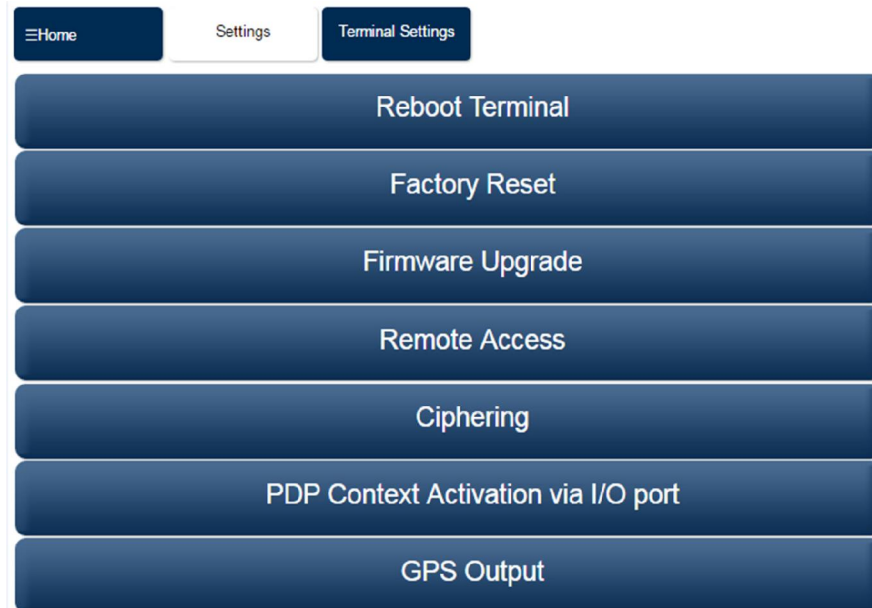 ☰Home
Settings
Terminal Settings
Reboot Terminal
Factory Reset
Firmware Upgrade
Remote Access
Ciphering
PDP Context Activation via I/O port
GPS Output